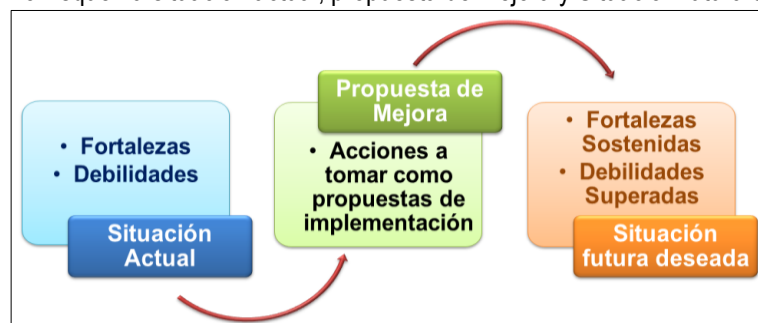 • Fortalezas
• Debilidades
Situación
Actual
Propuesta de
Mejora
• Acciones a
tomar como
propuestas de
implementación
• Fortalezas
Sostenidas
• Debilidades
Superadas
Situación
futura deseada